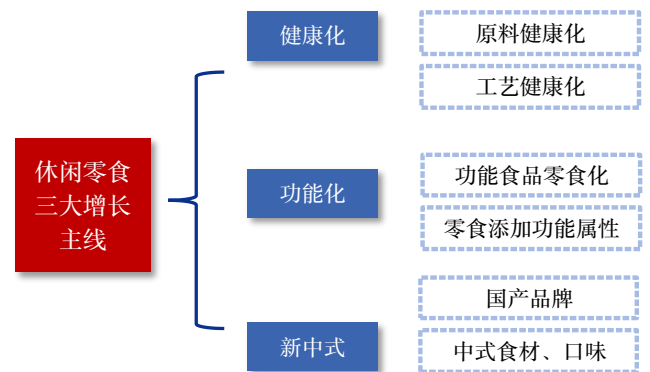 休闲零食
三大增长
主线
健康化
原料健康化
工艺健康化
功能化
功能食品零食化
零食添加功能属性
新中式
国产品牌
中式食材、口味